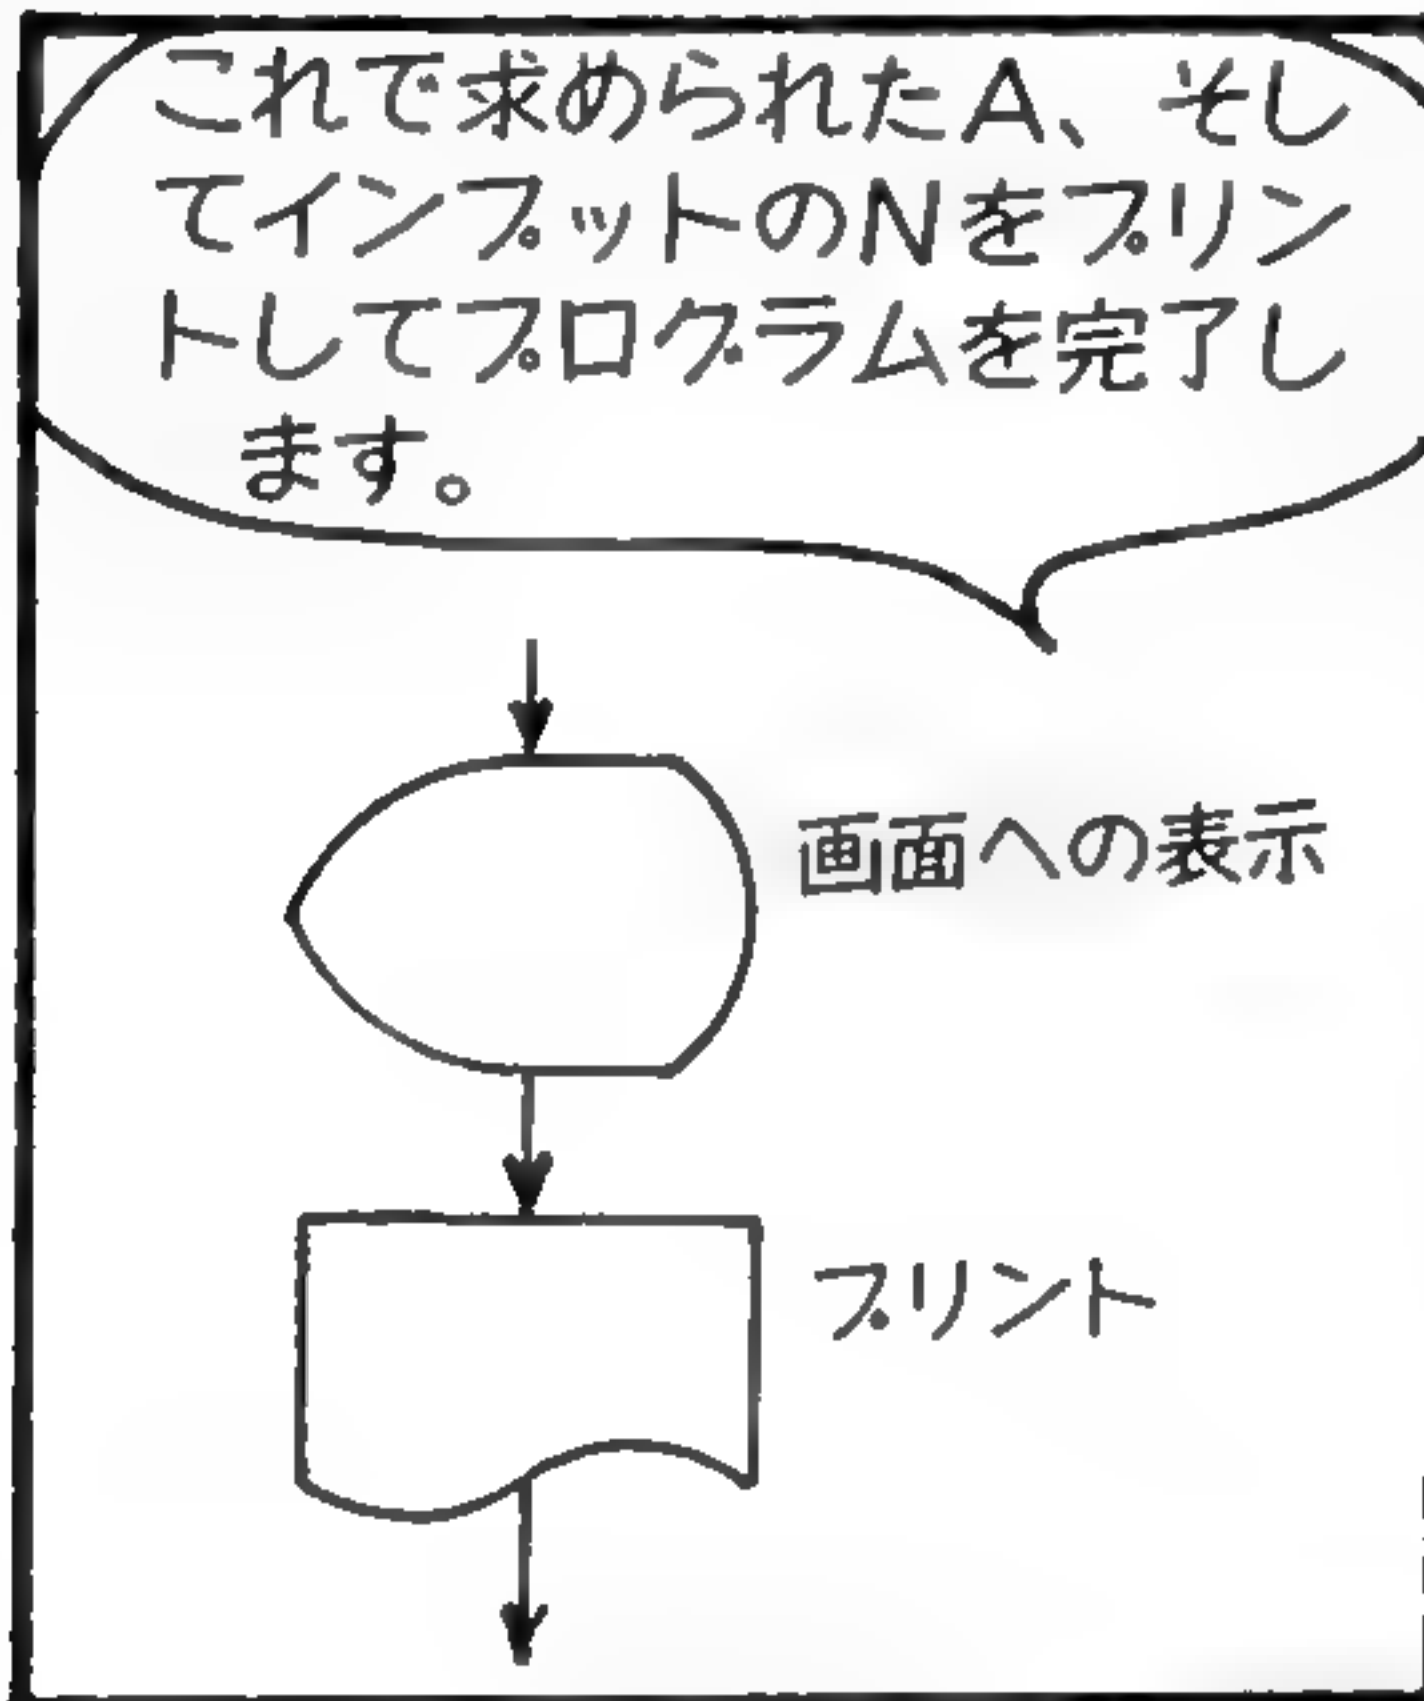 これで求められたA、そし
てインプットのNをプリン
トしてプログラムを完了し
ます。
画面への表示
プリント